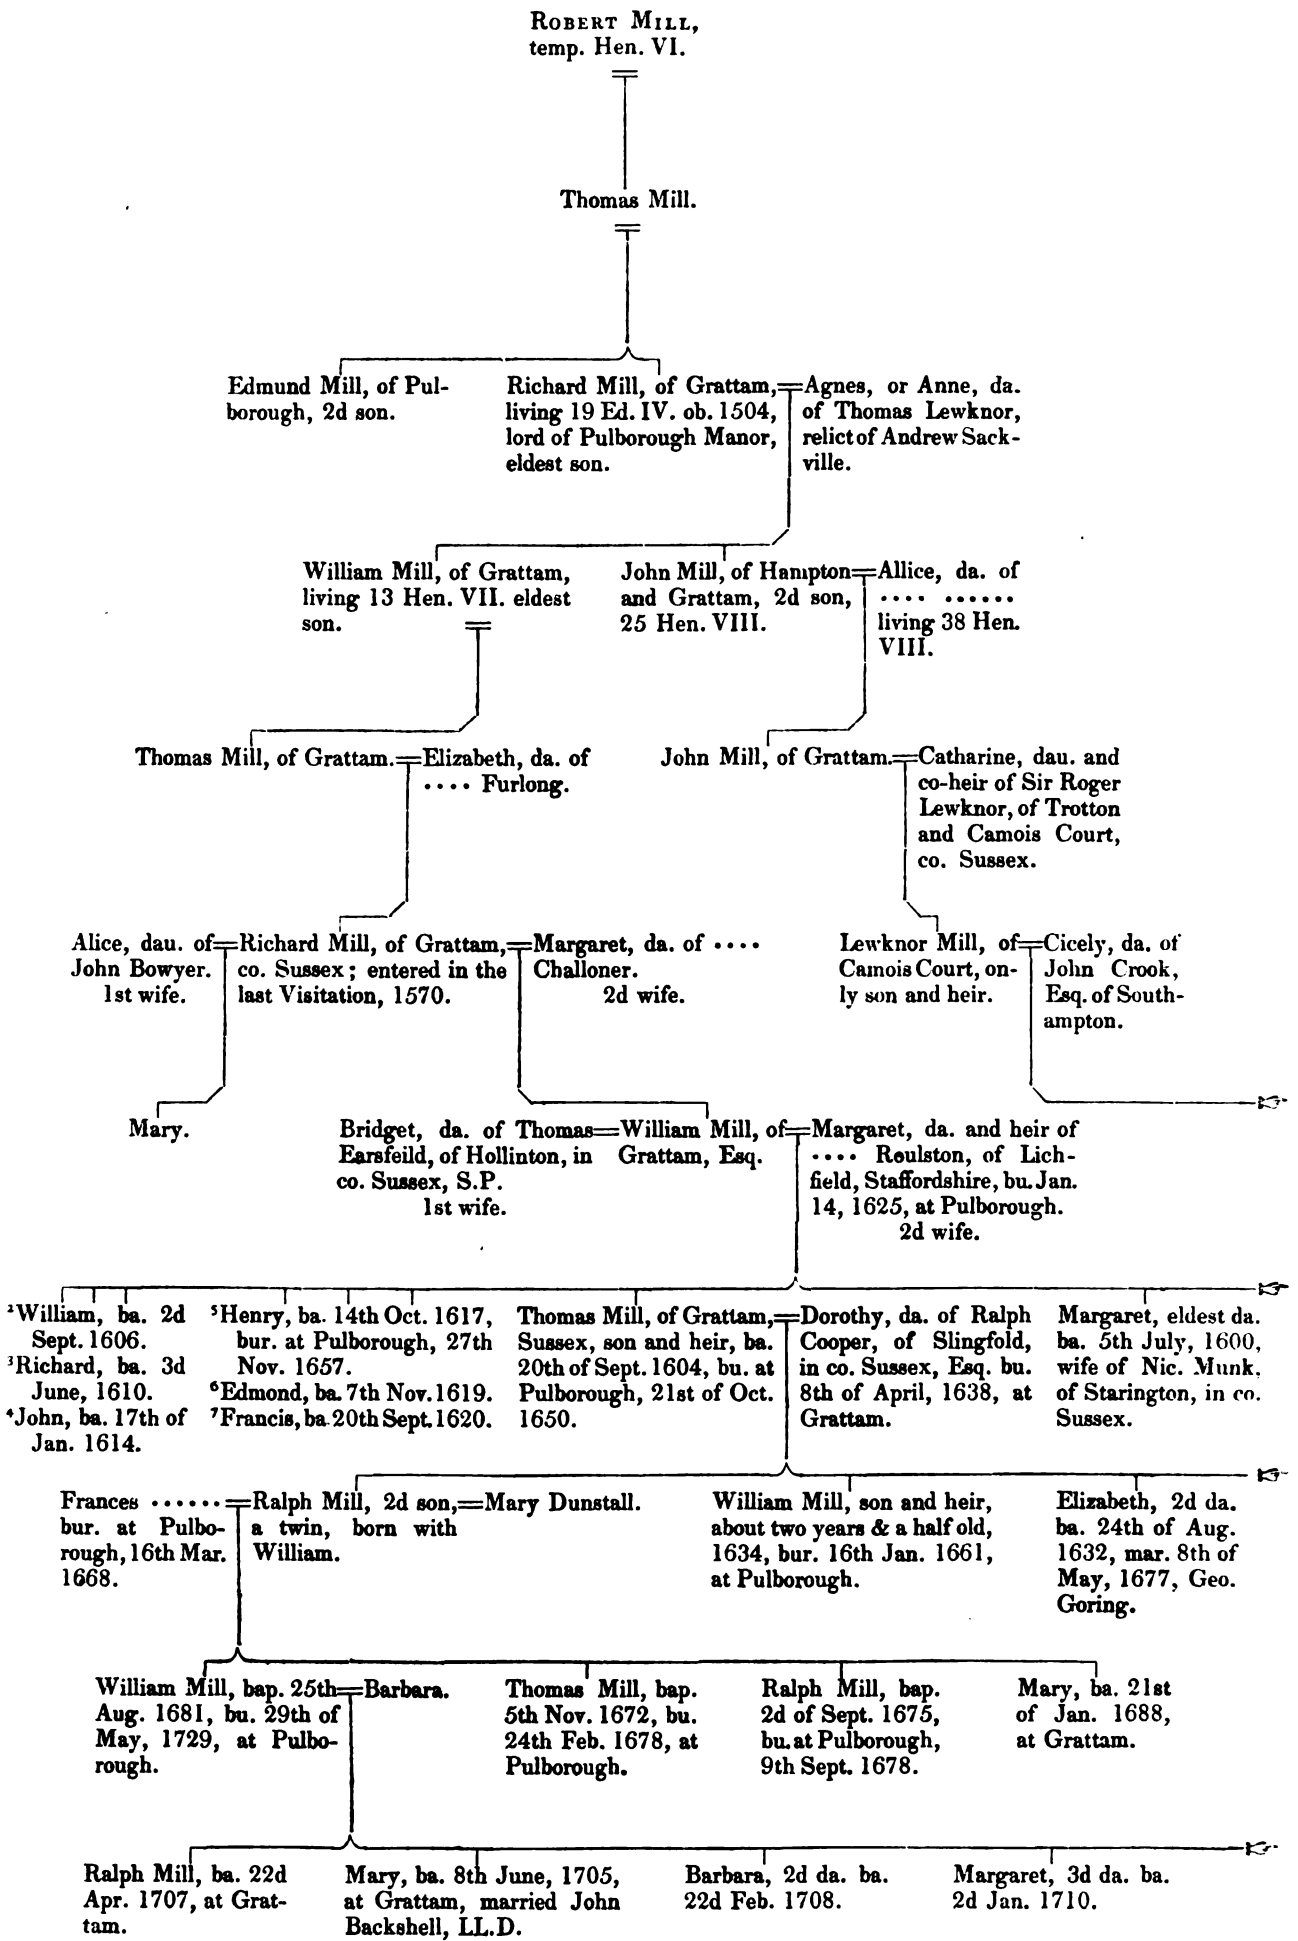 ROBERT MILL,
temp. Hen. VI.
Thomas Mill.
Edmund Mill, of Pul-
borough, 2d son.
Richard Mill, of Grattam,
living 19 Ed. IV. ob. 1504,
lord of Pulborough Manor,
eldest son.
Agnes, or Anne, da.
of Thomas Lewknor,
relict of Andrew Sack-
ville.
William Mill, of Grattam,
living 13 Hen. VII. eldest
son.
John Mill, of Hampton
and Grattam, 2d son,
25 Hen. VIII.
Allice, da. of
.... ......
living 38 Hen.
VIII.
Thomas Mill, of Grattam.
Elizabeth, da. of
.... Furlong.
John Mill, of Grattam.
Catharine, dau. and
co-heir of Sir Roger
Lewknor, of Trotton
and Camois Court,
co. Sussex.
Alice, dau. of
John Bowyer.
1st wife.
Richard Mill, of Grattam,
co. Sussex; entered in the
last Visitation, 1570.
Margaret, da. of ....
Challoner.
2d wife.
Lewknor Mill, of
Camois Court, on-
ly son and heir.
Cicely, da. of
John Crook,
Esq. of South-
ampton.
Mary.
Bridget, da. of Thomas
Earsfeild, of Hollinton, in
co. Sussex, S.P.
1st wife.
William Mill, of
Grattam, Esq.
Margaret, da. and heir of
.... Roulston, of Lich-
field, Staffordshire, bu. Jan.
14, 1625, at Pulborough.
2d wife.
²William, ba. 2d
Sept. 1606.
³Richard, ba. 3d
June, 1610.
⁴John, ba. 17th of
Jan. 1614.
⁵Henry, ba. 14th Oct. 1617,
bur. at Pulborough, 27th
Nov. 1657.
⁶Edmond, ba. 7th Nov. 1619.
⁷Francis, ba. 20th Sept. 1620.
Thomas Mill, of Grattam,
Sussex, son and heir, ba.
20th of Sept. 1604, bu. at
Pulborough, 21st of Oct.
1650.
Dorothy, da. of Ralph
Cooper, of Slingfold,
in co. Sussex, Esq. bu.
8th of April, 1638, at
Grattam.
Margaret, eldest da.
ba. 5th July, 1600,
wife of Nic. Munk,
of Starington, in co.
Sussex.
Frances ......
bur. at Pulbo-
rough, 16th Mar.
1668.
Ralph Mill, 2d son,
a twin, born with
William.
Mary Dunstall.
William Mill, son and heir,
about two years & a half old,
1634, bur. 16th Jan. 1661,
at Pulborough.
Elizabeth, 2d da.
ba. 24th of Aug.
1632, mar. 8th of
May, 1677, Geo.
Goring.
William Mill, bap. 25th
Aug. 1681, bu. 29th of
May, 1729, at Pulbo-
rough.
Barbara.
Thomas Mill, bap.
5th Nov. 1672, bu.
24th Feb. 1678, at
Pulborough.
Ralph Mill, bap.
2d of Sept. 1675,
bu. at Pulborough,
9th Sept. 1678.
Mary, ba. 21st
of Jan. 1688,
at Grattam.
Ralph Mill, ba. 22d
Apr. 1707, at Grat-
tam.
Mary, ba. 8th June, 1705,
at Grattam, married John
Backshell, LL.D.
Barbara, 2d da. ba.
22d Feb. 1708.
Margaret, 3d da. ba.
2d Jan. 1710.